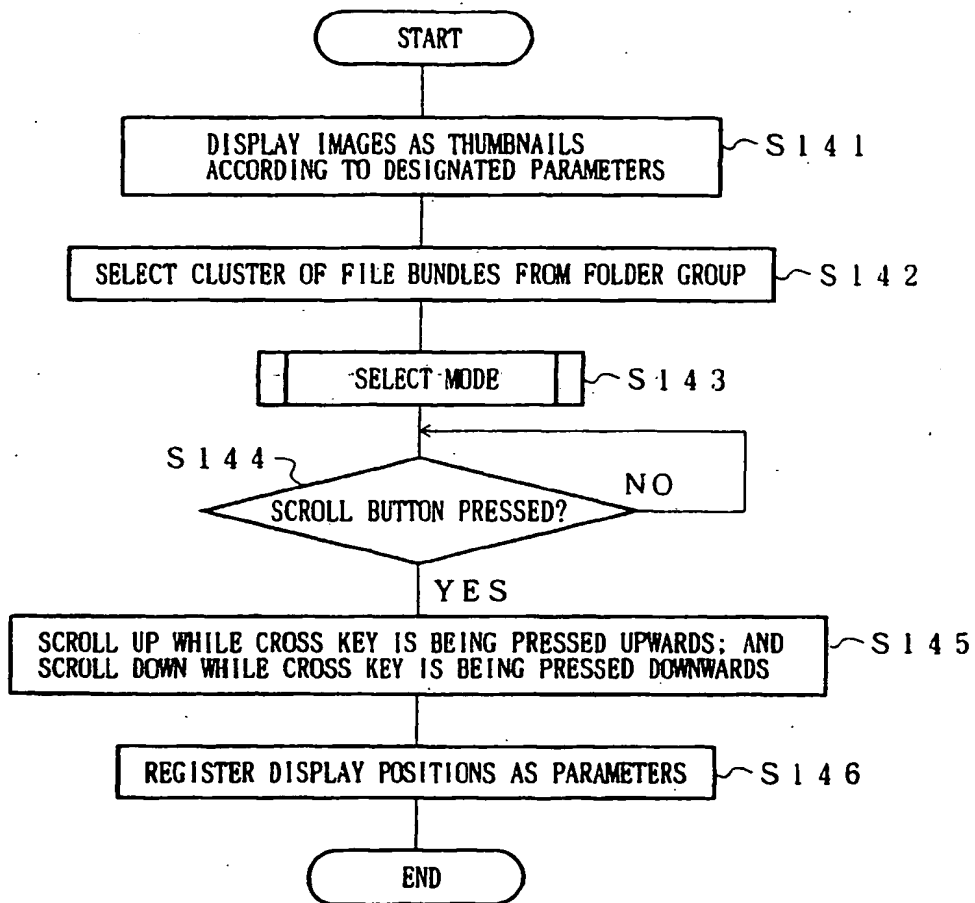 START
DISPLAY IMAGES AS THUMBNAILS
ACCORDING TO DESIGNATED PARAMETERS
S141
SELECT CLUSTER OF FILE BUNDLES FROM FOLDER GROUP
S142
SELECT MODE
S143
S144
NO
SCROLL BUTTON PRESSED?
YES
SCROLL UP WHILE CROSS KEY IS BEING PRESSED UPWARDS; AND
SCROLL DOWN WHILE CROSS KEY IS BEING PRESSED DOWNWARDS
S145
REGISTER DISPLAY POSITIONS AS PARAMETERS
S146
END